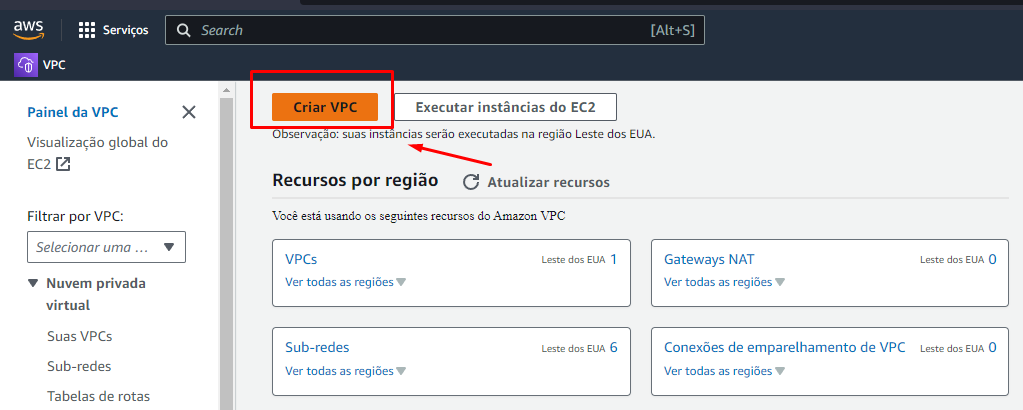 aws
Serviços
Search
[Alt+S]
VPC
Painel da VPC
Visualização global do
EC2
Filtrar por VPC:
Selecionar uma ...
Nuvem privada
virtual
Suas VPCs
Sub-redes
Tabelas de rotas
Criar VPC
Executar instâncias do EC2
Observação: suas instâncias serão executadas na região Leste dos EUA.
Recursos por região
Atualizar recursos
Você está usando os seguintes recursos do Amazon VPC
VPCs Leste dos EUA 1
Ver todas as regiões
Gateways NAT Leste dos EUA 0
Ver todas as regiões
Sub-redes Leste dos EUA 6
Ver todas as regiões
Conexões de emparelhamento de VPC Leste dos EUA 0
Ver todas as regiões